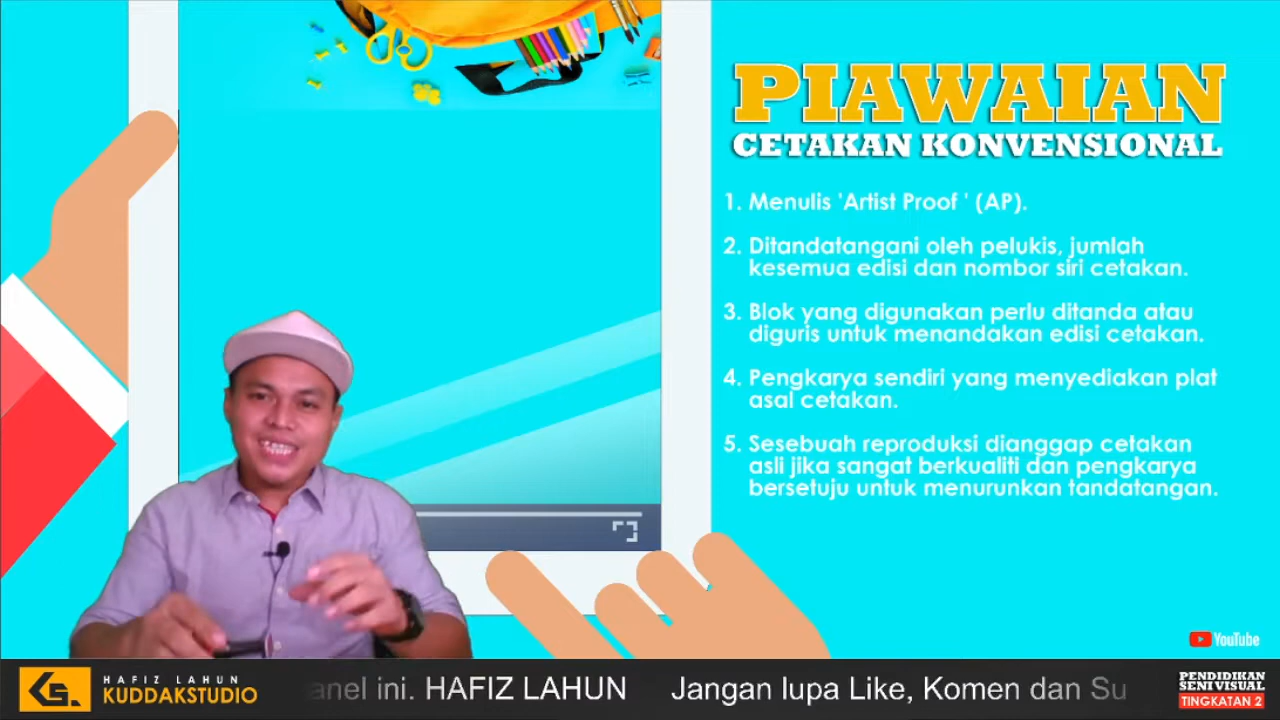 PIAWAIAN
CETAKAN KONVENSIONAL
1. Menulis 'Artist Proof ' (AP).
2. Ditandatangani oleh pelukis, jumlah
kesemua edisi dan nombor siri cetakan.
3. Blok yang digunakan perlu ditanda atau
diguris untuk menandakan edisi cetakan.
4. Pengkarya sendiri yang menyediakan plat
asal cetakan.
5. Sesebuah reproduksi dianggap cetakan
asli jika sangat berkualiti dan pengkarya
bersetuju untuk menurunkan tandatangan.
YouTube
HAFIZ LAHUN
KUDDAKSTUDIO
anel ini. HAFIZ LAHUN Jangan lupa Like, Komen dan Su
PENDIDIKAN
SENI VISUAL
TINGKATAN 2